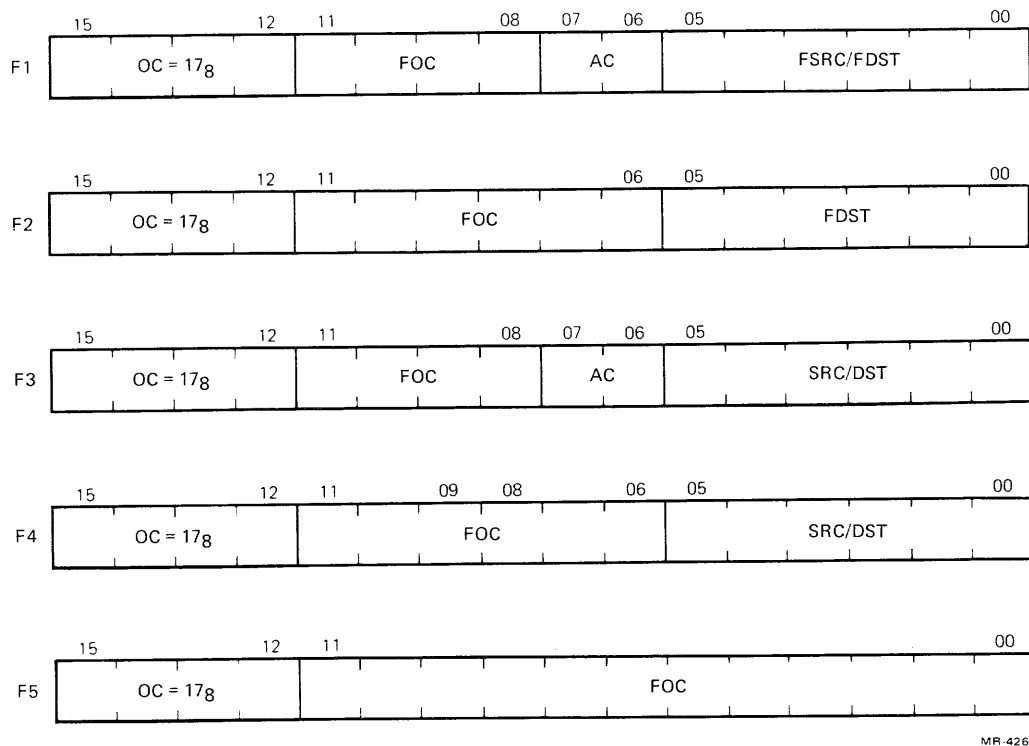 15 12 11 08 07 06 05 00
F1 OC = 17₈ FOC AC FSRC/FDST
15 12 11 06 05 00
F2 OC = 17₈ FOC FDST
15 12 11 08 07 06 05 00
F3 OC = 17₈ FOC AC SRC/DST
15 12 11 09 08 06 05 00
F4 OC = 17₈ FOC SRC/DST
15 12 11 00
F5 OC = 17₈ FOC
MR-426